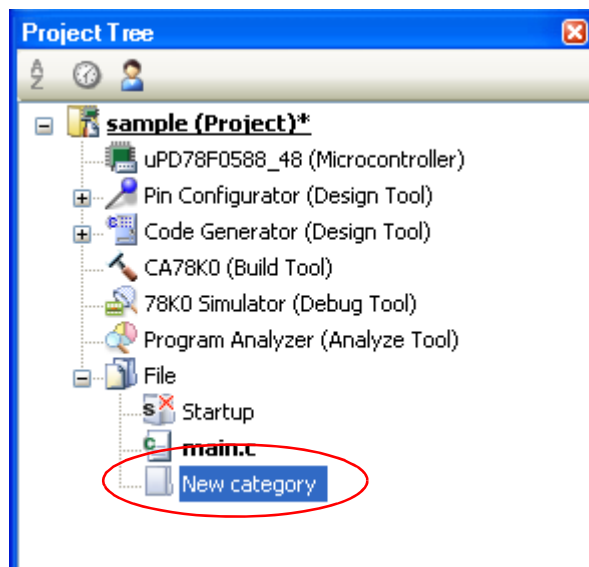 Project Tree
sample (Project)*
uPD78F0588_48 (Microcontroller)
Pin Configurator (Design Tool)
Code Generator (Design Tool)
CA78K0 (Build Tool)
78K0 Simulator (Debug Tool)
Program Analyzer (Analyze Tool)
File
Startup
main.c
New category